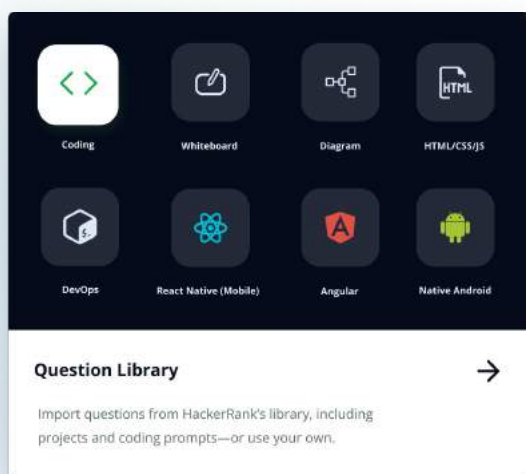 Coding Whiteboard Diagram HTML HTML/CSS/JS
$_
DevOps React Native (Mobile) Angular Native Android
Question Library
Import questions from HackerRank's library, including
projects and coding prompts—or use your own.